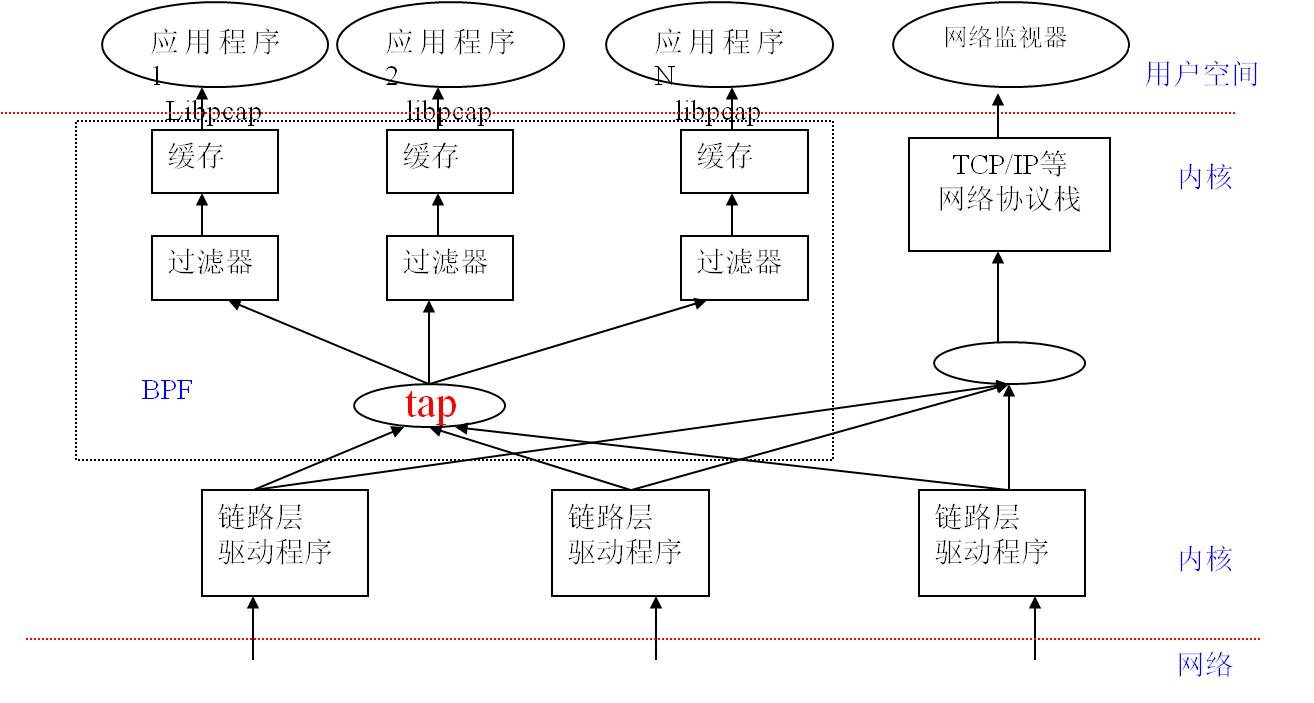 应用程序
1
应用程序
2
应用程序
N
网络监视器
用户空间
Libpcap
libpcap
libpcap
缓存
缓存
缓存
TCP/IP等
网络协议栈
内核
过滤器
过滤器
过滤器
BPF
tap
链路层
驱动程序
链路层
驱动程序
链路层
驱动程序
内核
网络